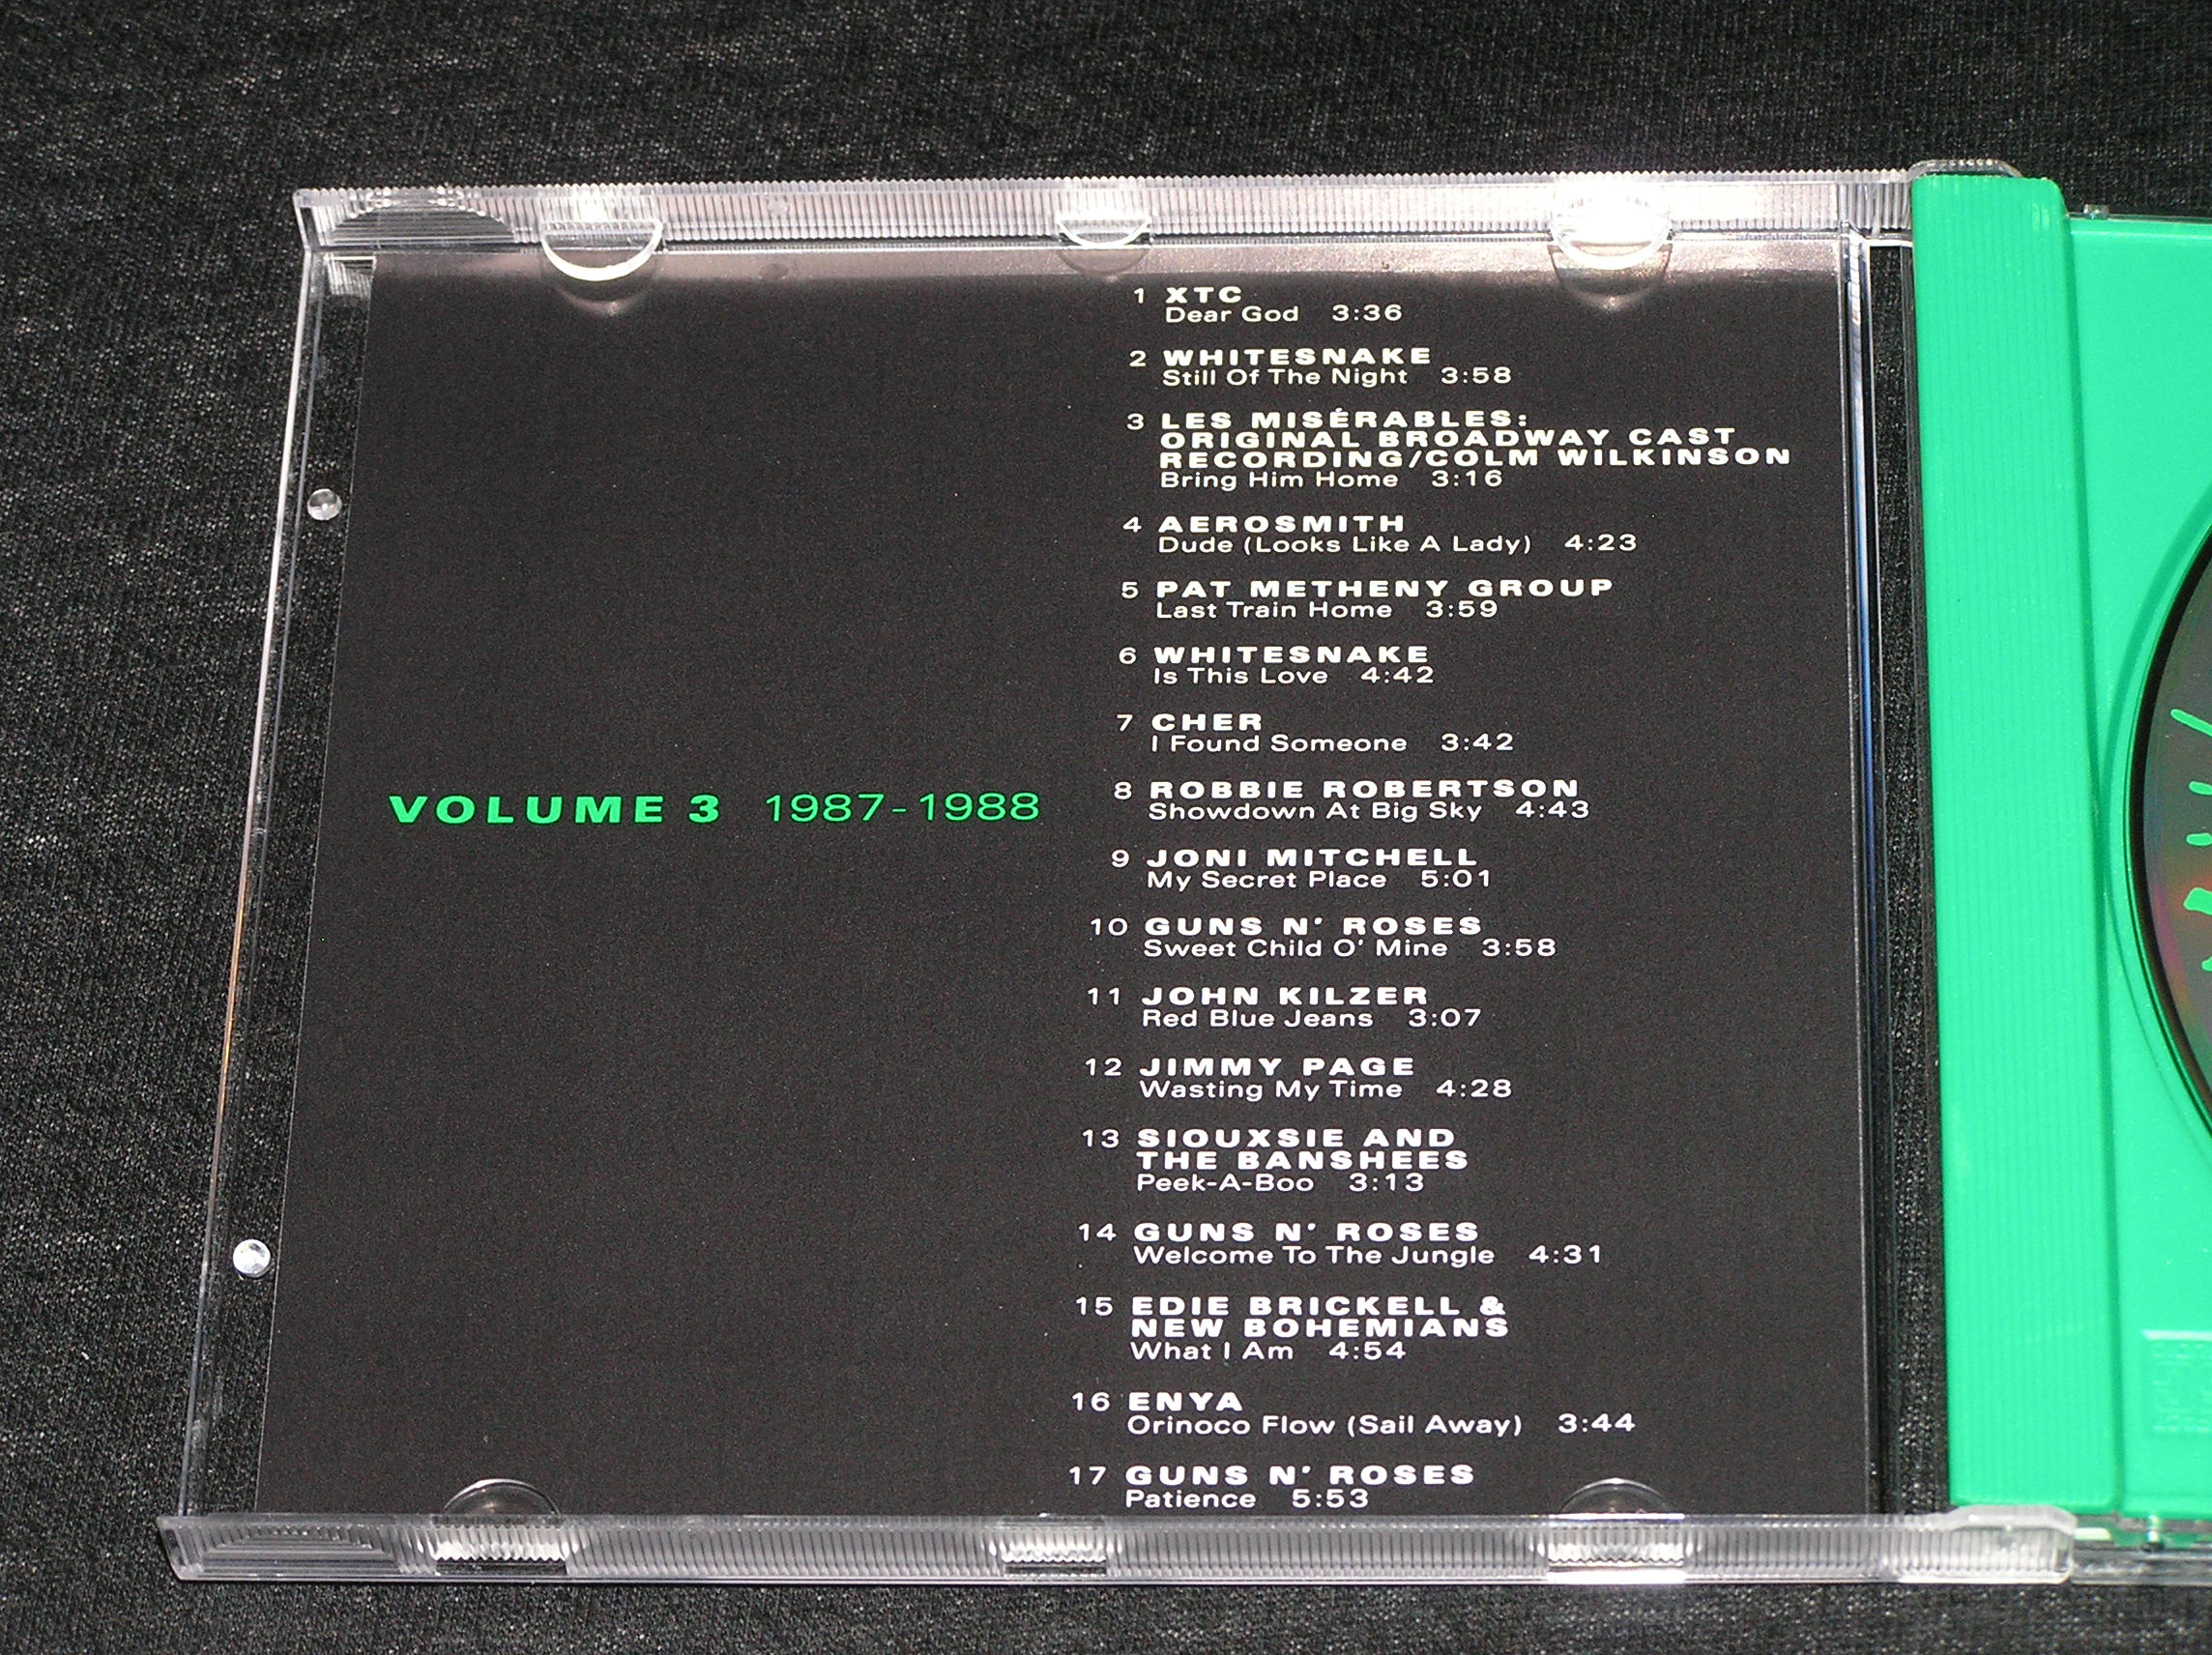 VOLUME 3 1987-1988
1 XTC
Dear God 3:36
2 WHITESNAKE
Still Of The Night 3:58
3 LES MISÉRABLES:
ORIGINAL BROADWAY CAST
RECORDING/COLM WILKINSON
Bring Him Home 3:16
4 AEROSMITH
Dude (Looks Like A Lady) 4:23
5 PAT METHENY GROUP
Last Train Home 3:59
6 WHITESNAKE
Is This Love 4:42
7 CHER
I Found Someone 3:42
8 ROBBIE ROBERTSON
Showdown At Big Sky 4:43
9 JONI MITCHELL
My Secret Place 5:01
10 GUNS N' ROSES
Sweet Child O' Mine 3:58
11 JOHN KILZER
Red Blue Jeans 3:07
12 JIMMY PAGE
Wasting My Time 4:28
13 SIOUXSIE AND
THE BANSHEES
Peek-A-Boo 3:13
14 GUNS N' ROSES
Welcome To The Jungle 4:31
15 EDIE BRICKELL &
NEW BOHEMIANS
What I Am 4:54
16 ENYA
Orinoco Flow (Sail Away) 3:44
17 GUNS N' ROSES
Patience 5:53